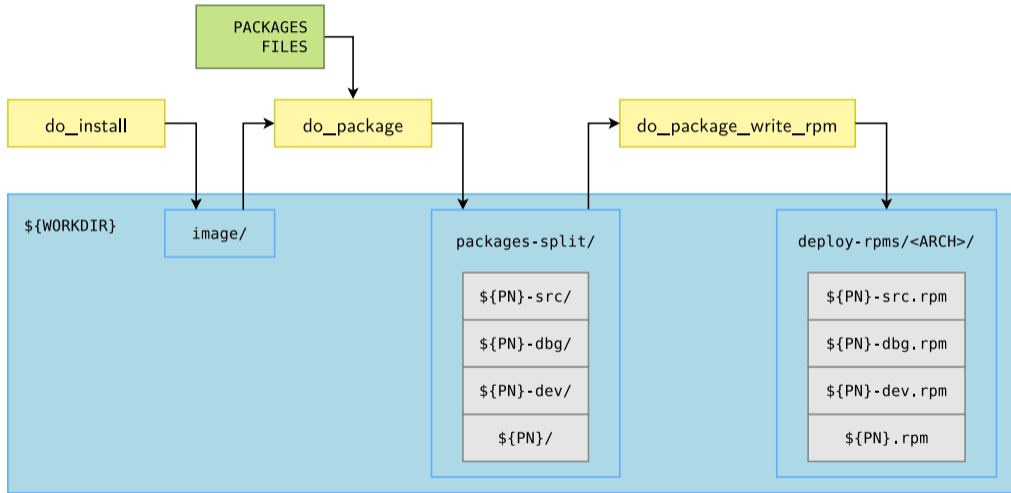 PACKAGES
FILES
do_install
do_package
do_package_write_rpm
${WORKDIR}
image/
packages-split/
${PN}-src/
${PN}-dbg/
${PN}-dev/
${PN}/
deploy-rpms/<ARCH>/
${PN}-src.rpm
${PN}-dbg.rpm
${PN}-dev.rpm
${PN}.rpm